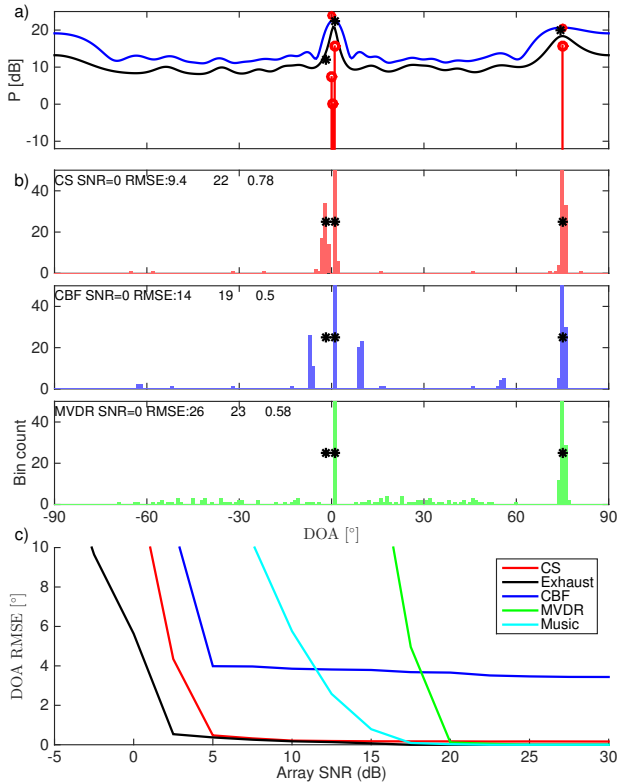 a)
P [dB]
20
10
0
-10
b)
CS SNR=0 RMSE:9.4 22 0.78
40
20
0
CBF SNR=0 RMSE:14 19 0.5
40
20
0
MVDR SNR=0 RMSE:26 23 0.58
Bin count
40
20
0
-90 -60 -30 0 30 60 90
DOA [°]
c)
DOA RMSE [°]
10
8
6
4
2
0
CS
Exhaust
CBF
MVDR
Music
-5 0 5 10 15 20 25 30
Array SNR (dB)